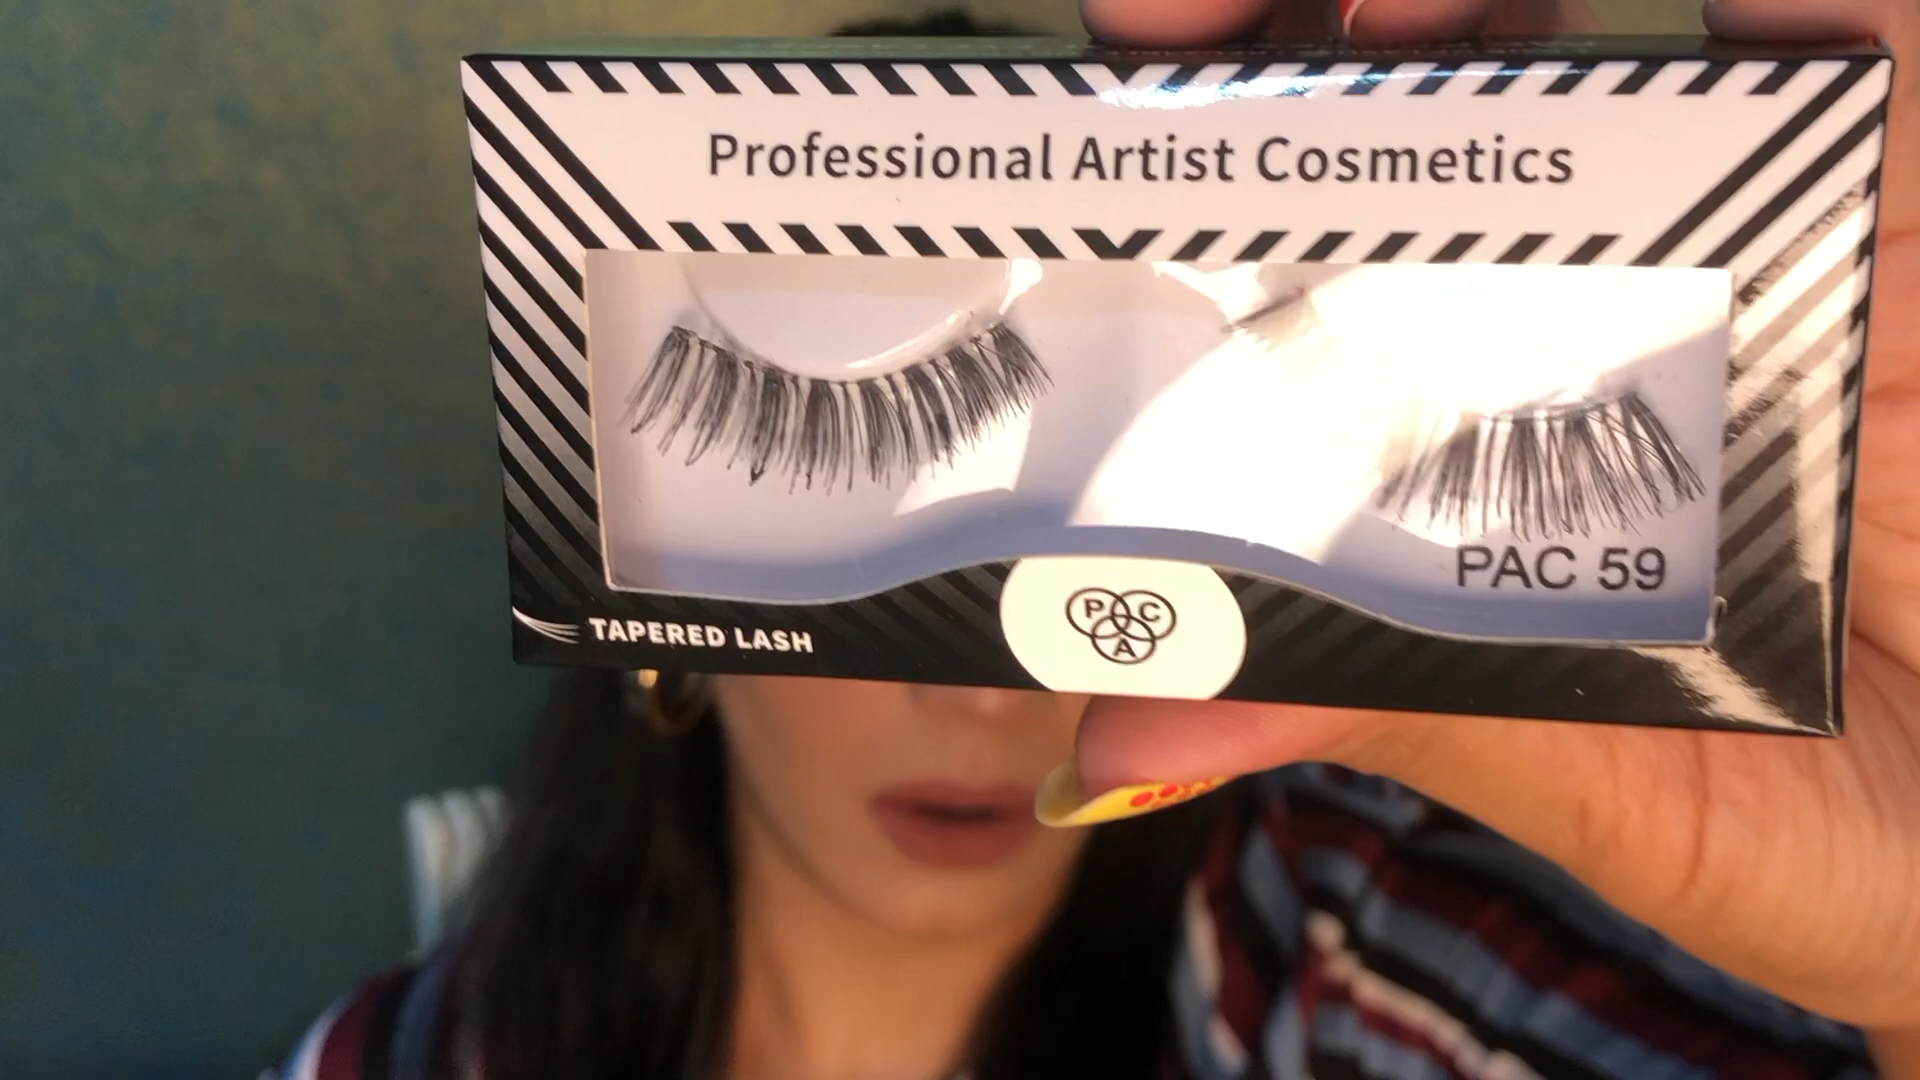 Professional Artist Cosmetics
PAC 59
TAPERED LASH
P C
A